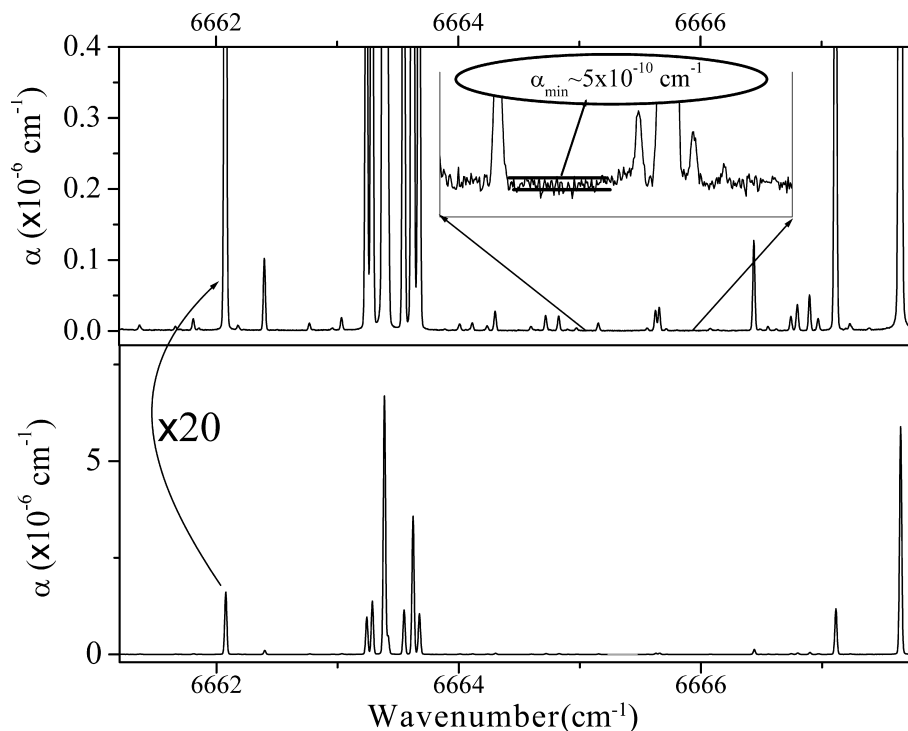 6662 6664 6666
0.4
0.3
0.2
0.1
0.0
α (x10⁻⁶ cm⁻¹)
αmin~5x10⁻¹⁰ cm⁻¹
x20
5
0
α (x10⁻⁶ cm⁻¹)
6662 6664 6666
Wavenumber(cm⁻¹)